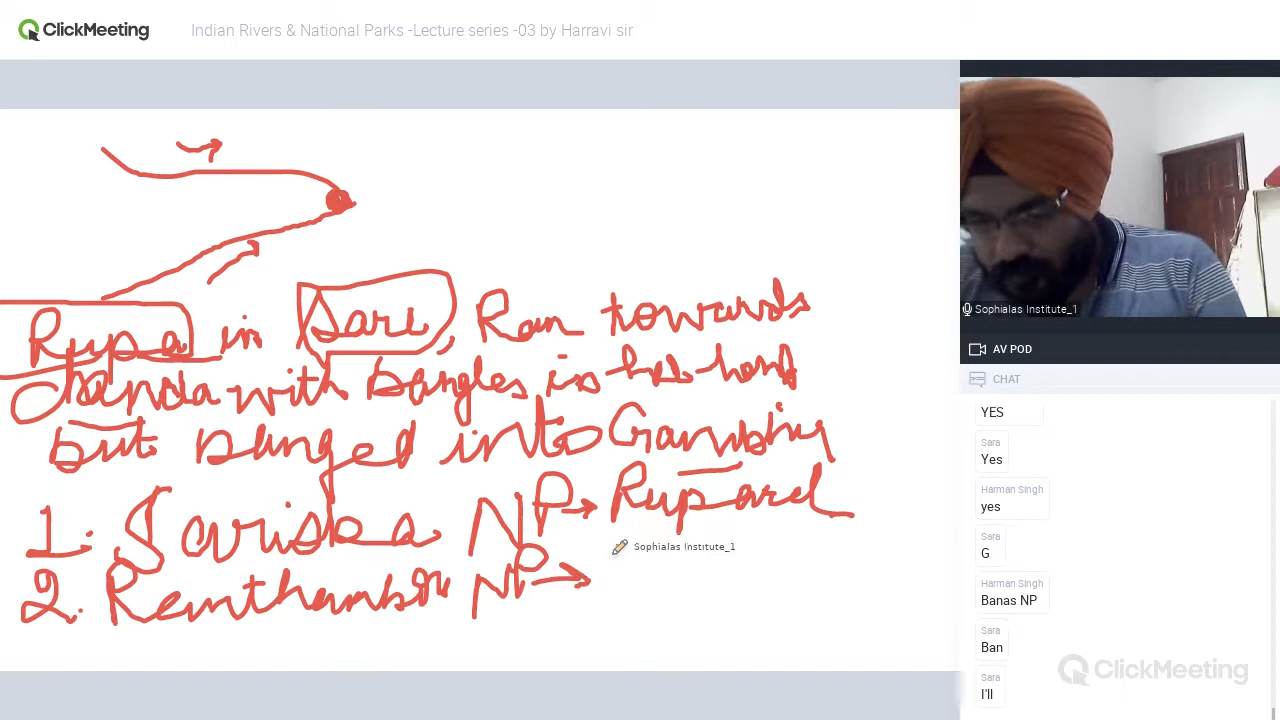 ClickMeeting
Indian Rivers & National Parks -Lecture series -03 by Harravi sir
Rupa in Sari, Ran towards
Chanda with Bangles in her hand
but banged into Gambhir
1. Sariska NP → Ruparel
2. Ranthambhr NP →
Sophialas Institute_1
Sophialas Institute_1
AV POD
CHAT
YES
Sara
Yes
Harman Singh
yes
Sara
G
Harman Singh
Banas NP
Sara
Ban
Sara
I'll
ClickMeeting